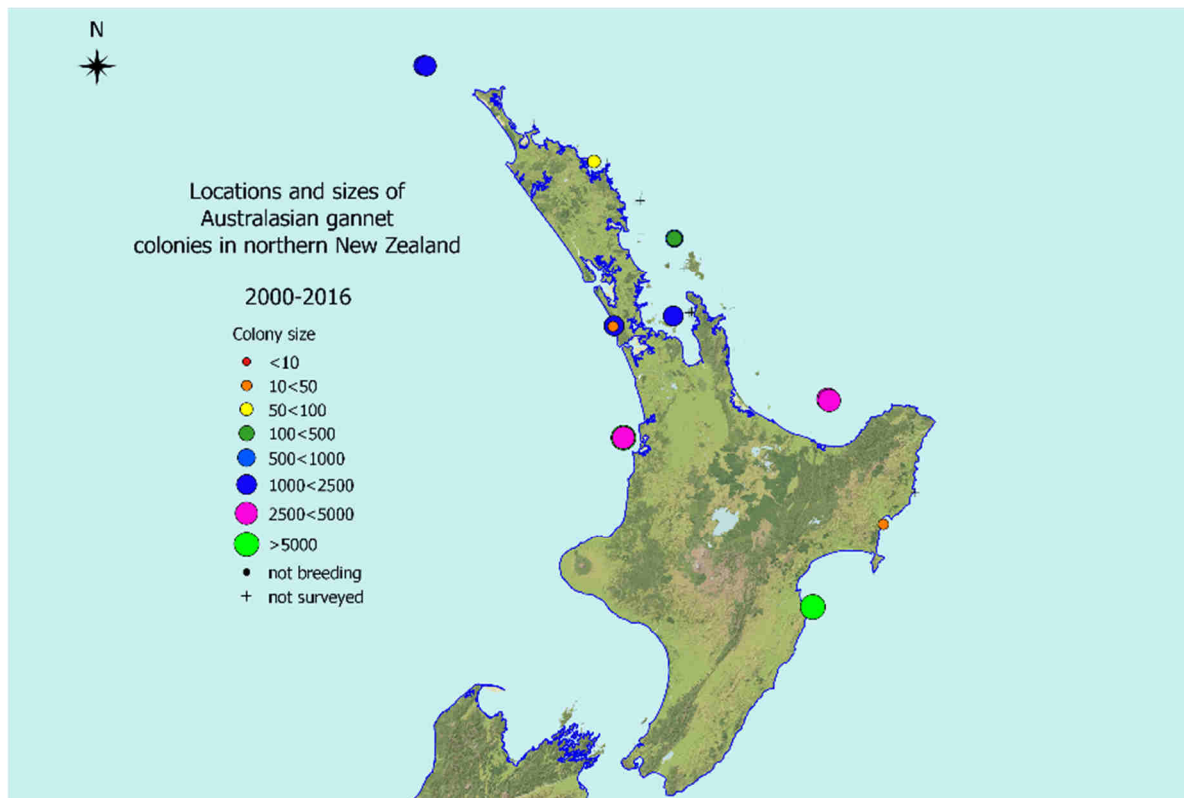 N
Locations and sizes of
Australasian gannet
colonies in northern New Zealand
2000-2016
Colony size
<10
10<50
50<100
100<500
500<1000
1000<2500
2500<5000
>5000
not breeding
not surveyed